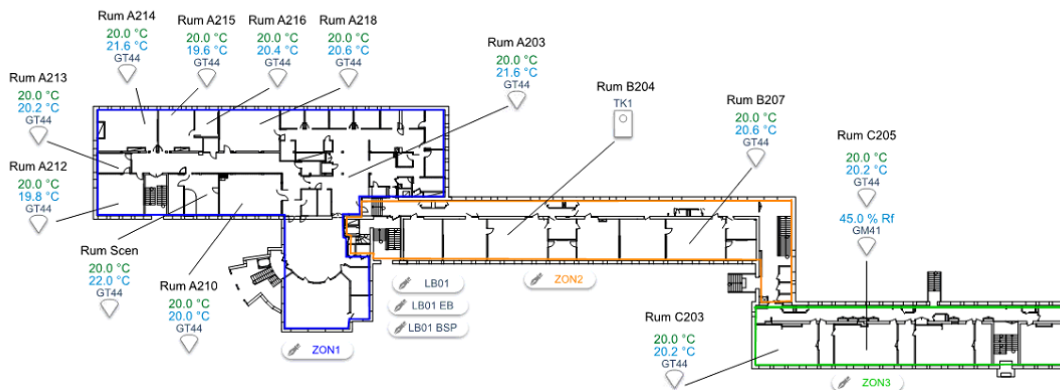 Rum A214
20.0 °C
21.6 °C
GT44
Rum A215
20.0 °C
19.6 °C
GT44
Rum A216
20.0 °C
20.4 °C
GT44
Rum A218
20.0 °C
20.6 °C
GT44
Rum A203
20.0 °C
21.6 °C
GT44
Rum A213
20.0 °C
20.2 °C
GT44
Rum B204
TK1
Rum B207
20.0 °C
20.6 °C
GT44
Rum C205
20.0 °C
20.2 °C
GT44
45.0 % Rf
GM41
Rum A212
20.0 °C
19.8 °C
GT44
Rum Scen
20.0 °C
22.0 °C
GT44
Rum A210
20.0 °C
20.0 °C
GT44
LB01
LB01 EB
LB01 BSP
ZON2
ZON1
Rum C203
20.0 °C
20.2 °C
GT44
ZON3